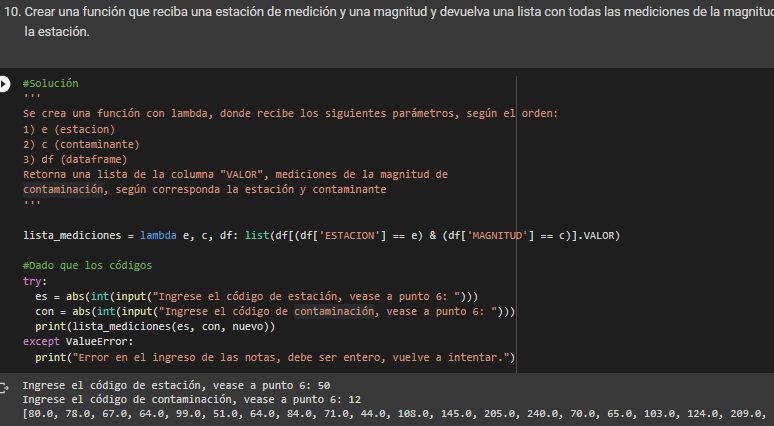 10. Crear una función que reciba una estación de medición y una magnitud y devuelva una lista con todas las mediciones de la magnitud
la estación.
#Solución
'''
Se crea una función con lambda, donde recibe los siguientes parámetros, según el orden:
1) e (estacion)
2) c (contaminante)
3) df (dataframe)
Retorna una lista de la columna "VALOR", mediciones de la magnitud de
contaminación, según corresponda la estación y contaminante
'''
lista_mediciones = lambda e, c, df: list(df[(df['ESTACION'] == e) & (df['MAGNITUD'] == c)].VALOR)
#Dado que los códigos
try:
es = abs(int(input("Ingrese el código de estación, vease a punto 6: ")))
con = abs(int(input("Ingrese el código de contaminación, vease a punto 6: ")))
print(lista_mediciones(es, con, nuevo))
except ValueError:
print("Error en el ingreso de las notas, debe ser entero, vuelve a intentar.")
Ingrese el código de estación, vease a punto 6: 50
Ingrese el código de contaminación, vease a punto 6: 12
[80.0, 78.0, 67.0, 64.0, 99.0, 51.0, 64.0, 84.0, 71.0, 44.0, 108.0, 145.0, 205.0, 240.0, 70.0, 65.0, 103.0, 124.0, 209.0,